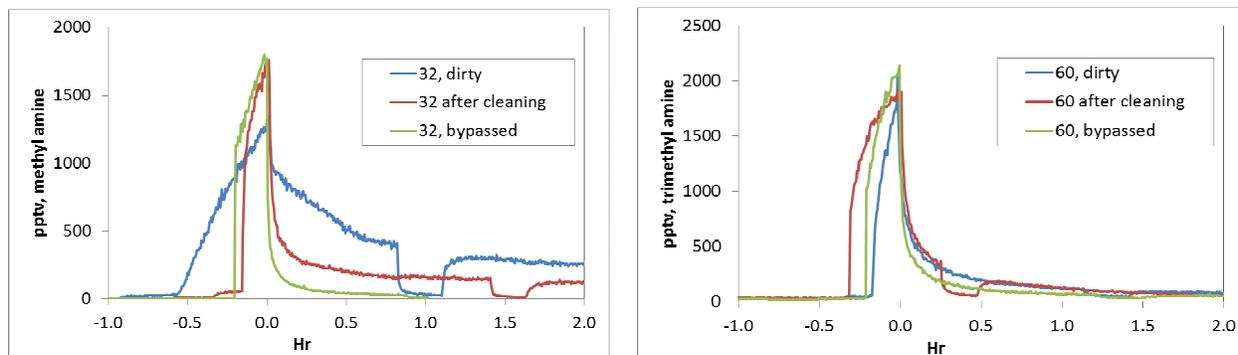 2000
1500
1000
500
0
pptv, methyl amine
32, dirty
32 after cleaning
32, bypassed
-1.0 -0.5 0.0 0.5 1.0 1.5 2.0
Hr
2500
2000
1500
1000
500
0
pptv, trimethyl amine
60, dirty
60 after cleaning
60, bypassed
-1.0 -0.5 0.0 0.5 1.0 1.5 2.0
Hr